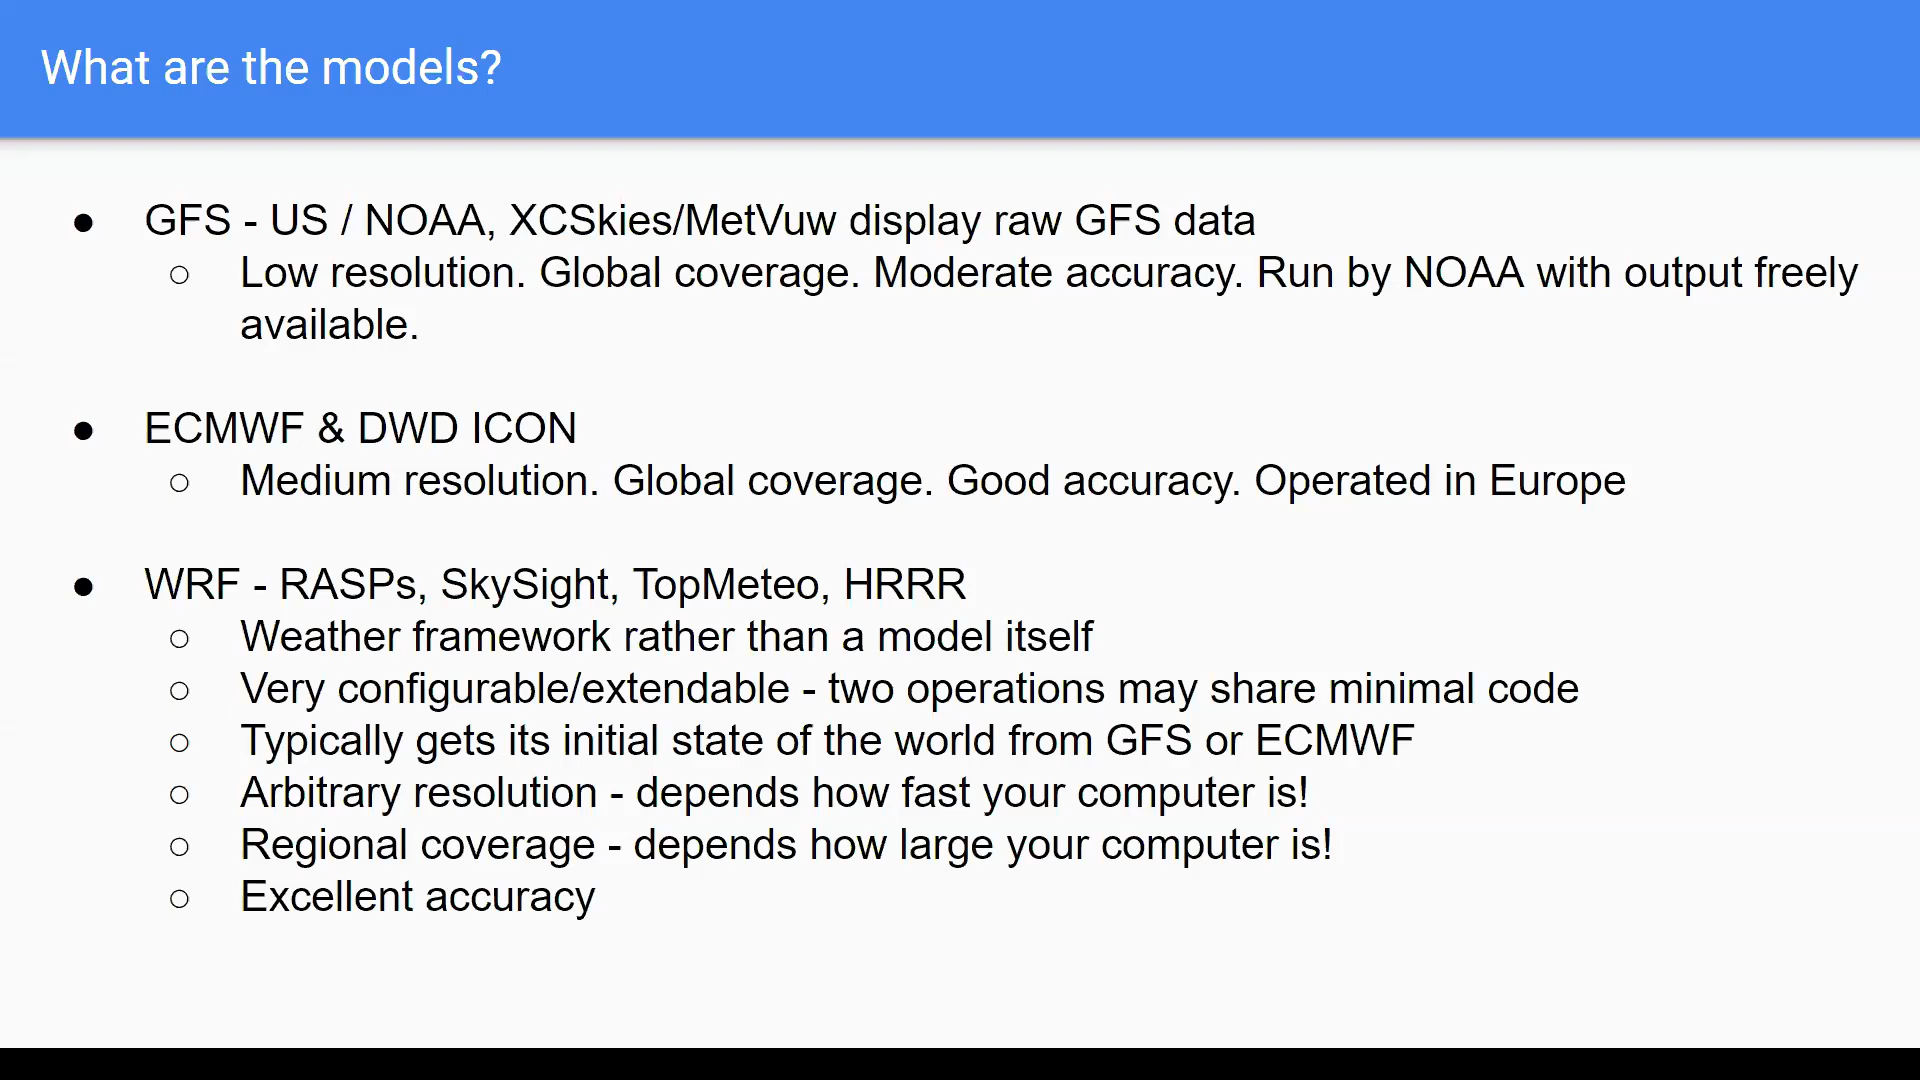 What are the models?
● GFS - US / NOAA, XCSkies/MetVuw display raw GFS data
○ Low resolution. Global coverage. Moderate accuracy. Run by NOAA with output freely
available.
● ECMWF & DWD ICON
○ Medium resolution. Global coverage. Good accuracy. Operated in Europe
● WRF - RASPs, SkySight, TopMeteo, HRRR
○ Weather framework rather than a model itself
○ Very configurable/extendable - two operations may share minimal code
○ Typically gets its initial state of the world from GFS or ECMWF
○ Arbitrary resolution - depends how fast your computer is!
○ Regional coverage - depends how large your computer is!
○ Excellent accuracy